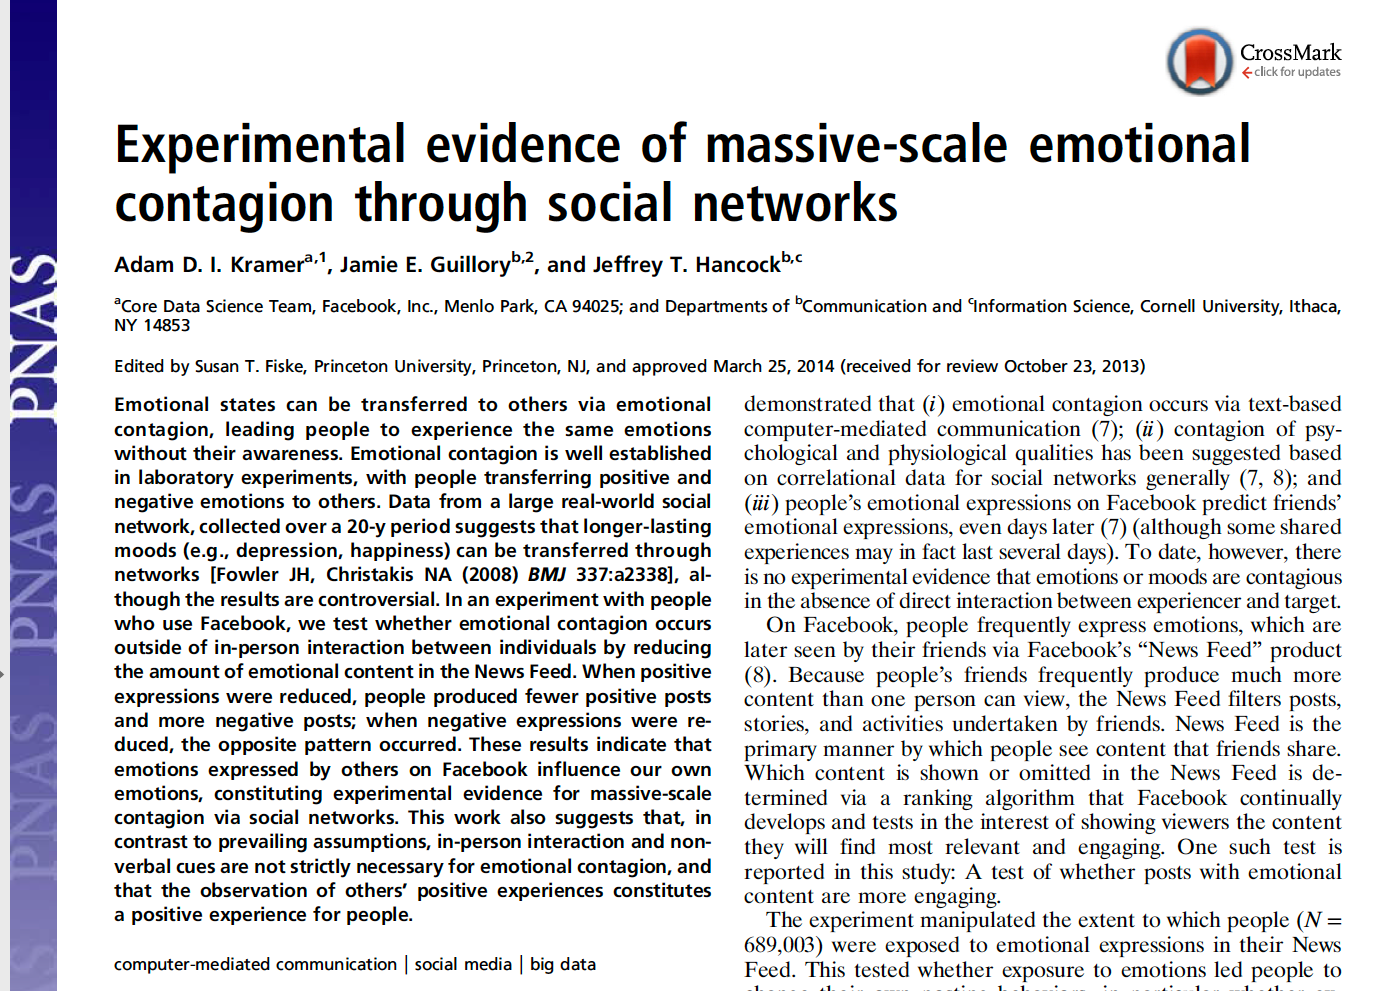 CrossMark
click for updates
Experimental evidence of massive-scale emotional
contagion through social networks
Adam D. I. Kramera,1, Jamie E. Guilloryb,2, and Jeffrey T. Hancockb,c
aCore Data Science Team, Facebook, Inc., Menlo Park, CA 94025; and Departments of bCommunication and cInformation Science, Cornell University, Ithaca,
NY 14853
Edited by Susan T. Fiske, Princeton University, Princeton, NJ, and approved March 25, 2014 (received for review October 23, 2013)
Emotional states can be transferred to others via emotional
contagion, leading people to experience the same emotions
without their awareness. Emotional contagion is well established
in laboratory experiments, with people transferring positive and
negative emotions to others. Data from a large real-world social
network, collected over a 20-y period suggests that longer-lasting
moods (e.g., depression, happiness) can be transferred through
networks [Fowler JH, Christakis NA (2008) BMJ 337:a2338], al-
though the results are controversial. In an experiment with people
who use Facebook, we test whether emotional contagion occurs
outside of in-person interaction between individuals by reducing
the amount of emotional content in the News Feed. When positive
expressions were reduced, people produced fewer positive posts
and more negative posts; when negative expressions were re-
duced, the opposite pattern occurred. These results indicate that
emotions expressed by others on Facebook influence our own
emotions, constituting experimental evidence for massive-scale
contagion via social networks. This work also suggests that, in
contrast to prevailing assumptions, in-person interaction and non-
verbal cues are not strictly necessary for emotional contagion, and
that the observation of others' positive experiences constitutes
a positive experience for people.
computer-mediated communication | social media | big data
demonstrated that (i) emotional contagion occurs via text-based
computer-mediated communication (7); (ii) contagion of psy-
chological and physiological qualities has been suggested based
on correlational data for social networks generally (7, 8); and
(iii) people's emotional expressions on Facebook predict friends'
emotional expressions, even days later (7) (although some shared
experiences may in fact last several days). To date, however, there
is no experimental evidence that emotions or moods are contagious
in the absence of direct interaction between experiencer and target.
On Facebook, people frequently express emotions, which are
later seen by their friends via Facebook's “News Feed” product
(8). Because people's friends frequently produce much more
content than one person can view, the News Feed filters posts,
stories, and activities undertaken by friends. News Feed is the
primary manner by which people see content that friends share.
Which content is shown or omitted in the News Feed is de-
termined via a ranking algorithm that Facebook continually
develops and tests in the interest of showing viewers the content
they will find most relevant and engaging. One such test is
reported in this study: A test of whether posts with emotional
content are more engaging.
The experiment manipulated the extent to which people (N =
689,003) were exposed to emotional expressions in their News
Feed. This tested whether exposure to emotions led people to
PNAS
PNAS
PNAS